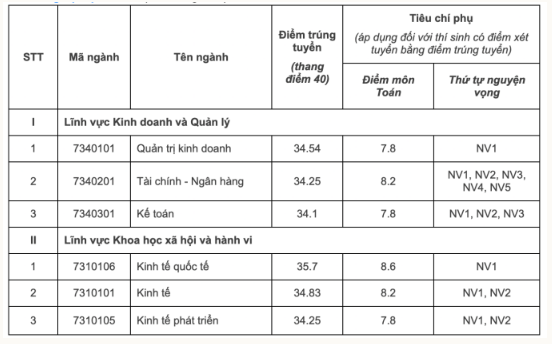 STT
Mã ngành
Tên ngành
Điểm trúng
tuyển
(thang
điểm 40)
Tiêu chí phụ
(áp dụng đối với thí sinh có điểm xét
tuyển bằng điểm trúng tuyển)
Điểm môn
Toán
Thứ tự nguyện
vọng
I Lĩnh vực Kinh doanh và Quản lý
1 7340101 Quản trị kinh doanh 34.54 7.8 NV1
2 7340201 Tài chính - Ngân hàng 34.25 8.2 NV1, NV2, NV3,
NV4, NV5
3 7340301 Kế toán 34.1 7.8 NV1, NV2, NV3
II Lĩnh vực Khoa học xã hội và hành vi
1 7310106 Kinh tế quốc tế 35.7 8.6 NV1
2 7310101 Kinh tế 34.83 8.2 NV1, NV2
3 7310105 Kinh tế phát triển 34.25 7.8 NV1, NV2